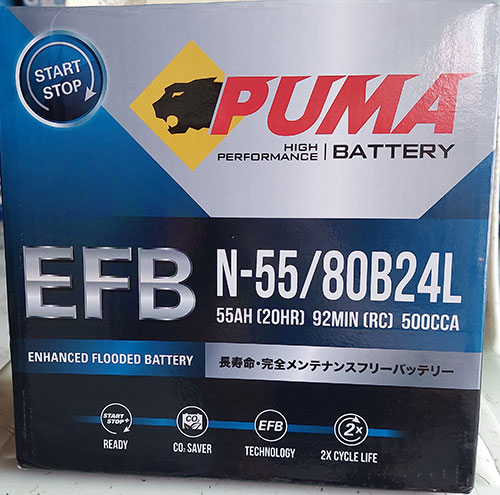 START
STOP
PUMA
HIGH
PERFORMANCE | BATTERY
EFB
N-55/80B24L
55AH (20HR) 92MIN (RC) 500CCA
ENHANCED FLOODED BATTERY
長寿命・完全メンテナンスフリーバッテリー
START
STOP+
CO₂
EFB
2×
READY
CO₂ SAVER
TECHNOLOGY
2X CYCLE LIFE